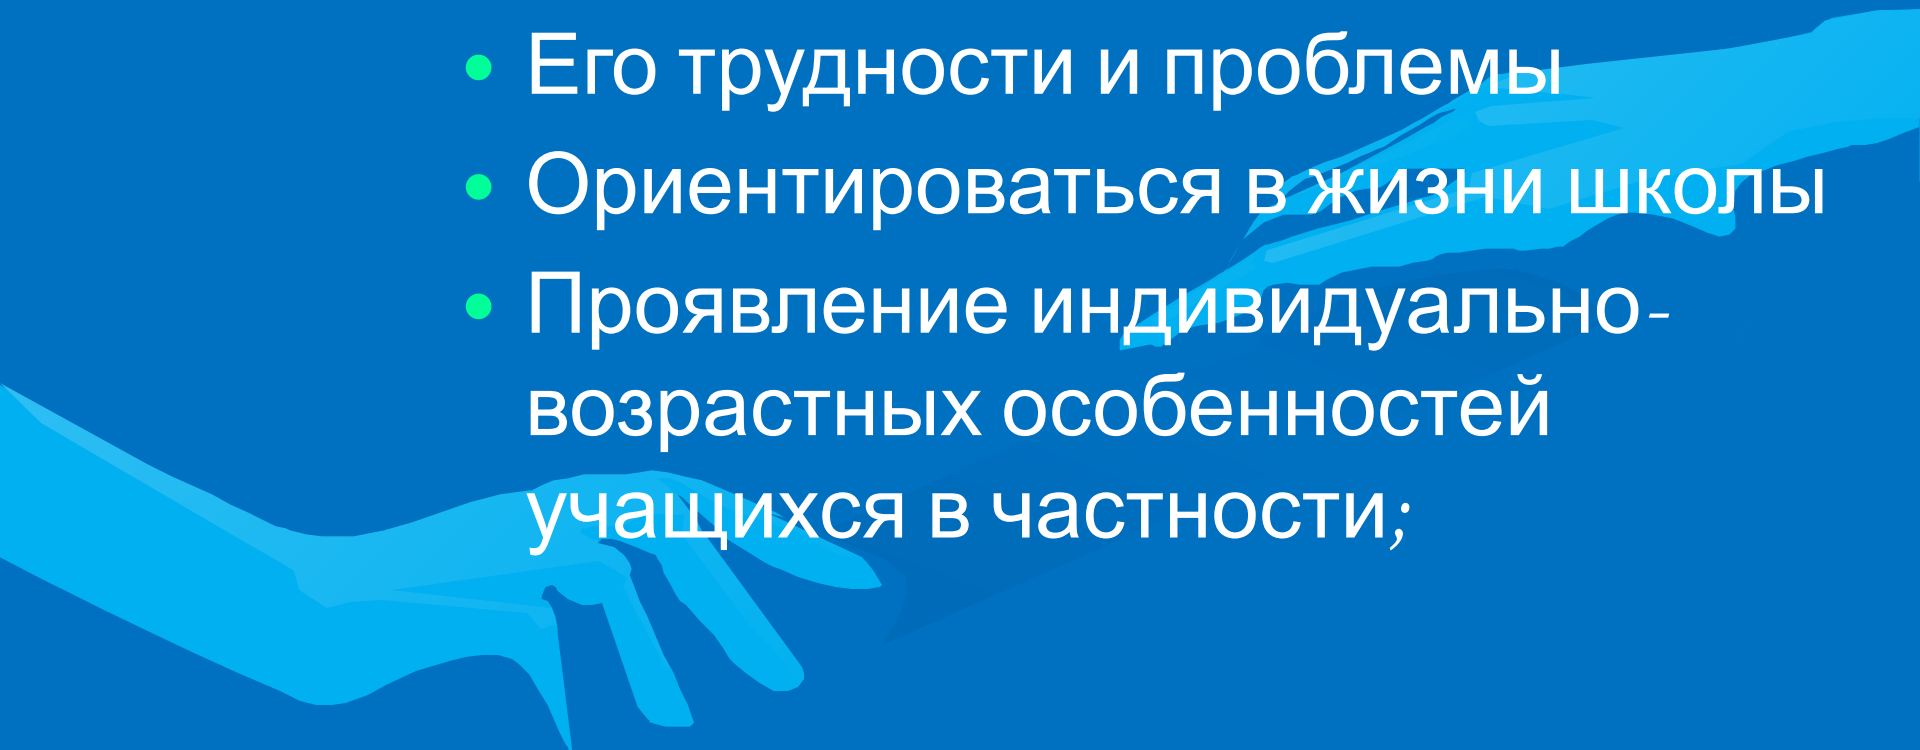 • Его трудности и проблемы
• Ориентироваться в жизни школы
• Проявление индивидуально-
возрастных особенностей
учащихся в частности;